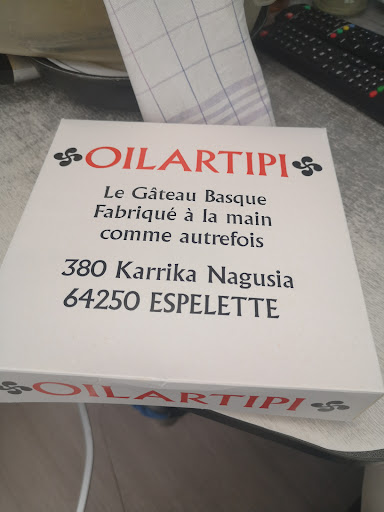 OILARTIPI
Le Gâteau Basque
Fabriqué à la main
comme autrefois
380 Karrika Nagusia
64250 ESPELETTE
OILARTIPI